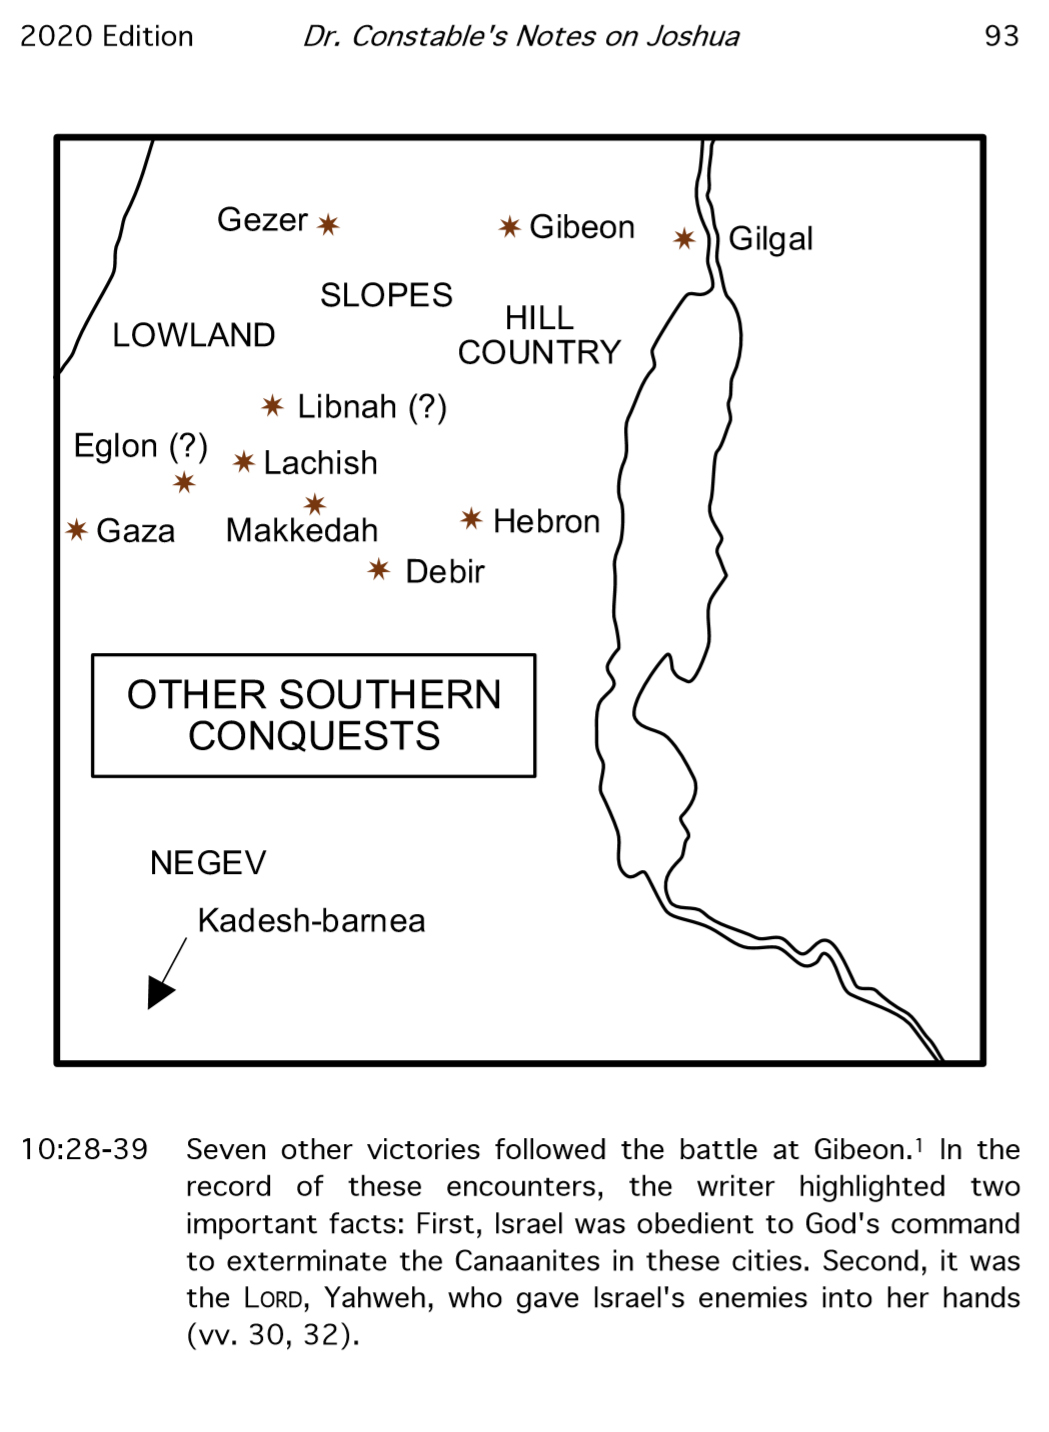 2020 Edition Dr. Constable's Notes on Joshua 93
Gezer
Gibeon
Gilgal
SLOPES
HILL
COUNTRY
LOWLAND
Libnah (?)
Eglon (?)
Lachish
Gaza
Makkedah
Hebron
Debir
OTHER SOUTHERN
CONQUESTS
NEGEV
Kadesh-barnea
10:28-39 Seven other victories followed the battle at Gibeon.¹ In the
record of these encounters, the writer highlighted two
important facts: First, Israel was obedient to God's command
to exterminate the Canaanites in these cities. Second, it was
the LORD, Yahweh, who gave Israel's enemies into her hands
(vv. 30, 32).